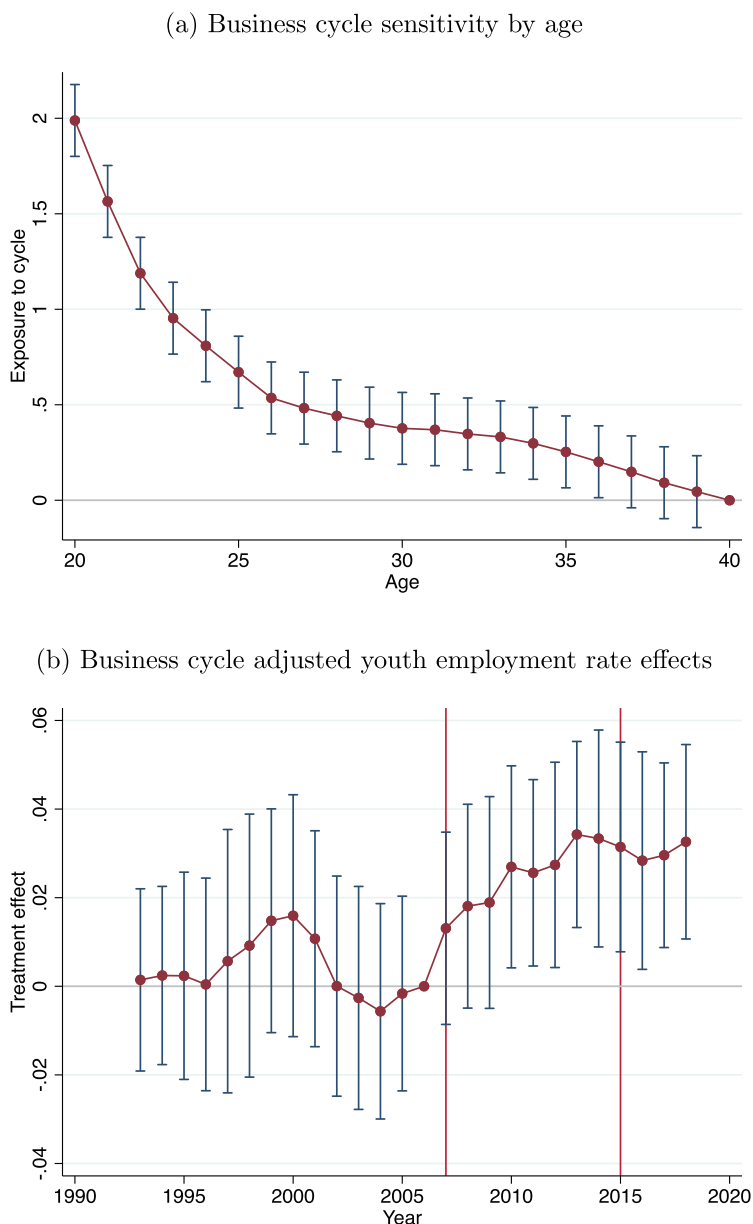 (a) Business cycle sensitivity by age
Exposure to cycle
2
1.5
1
.5
0
20 25 30 35 40
Age
(b) Business cycle adjusted youth employment rate effects
Treatment effect
.06
.04
.02
0
-.02
-.04
1990 1995 2000 2005 2010 2015 2020
Year